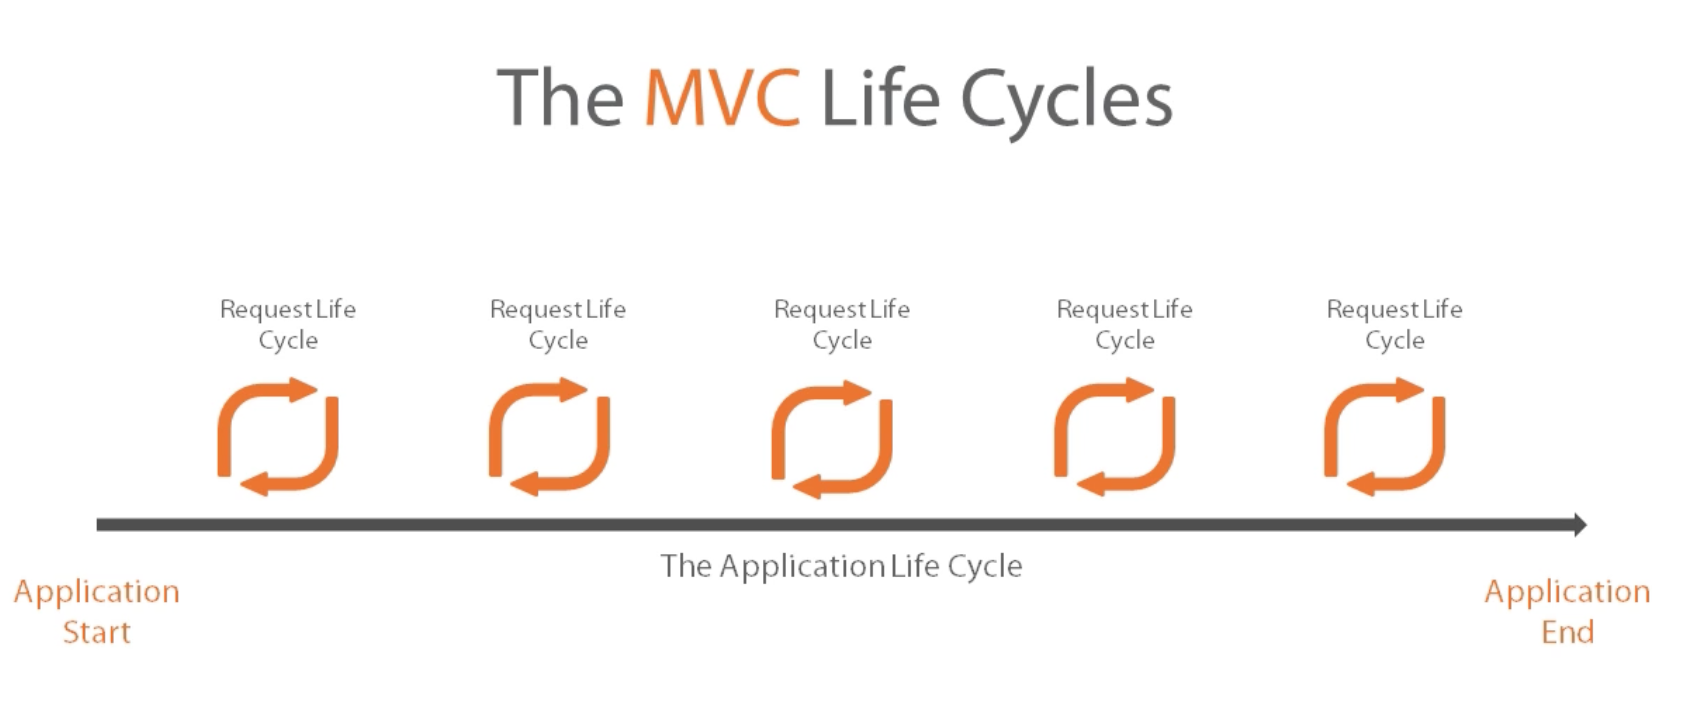 The MVC Life Cycles
Request Life
Cycle
Request Life
Cycle
Request Life
Cycle
Request Life
Cycle
Request Life
Cycle
The Application Life Cycle
Application
Start
Application
End